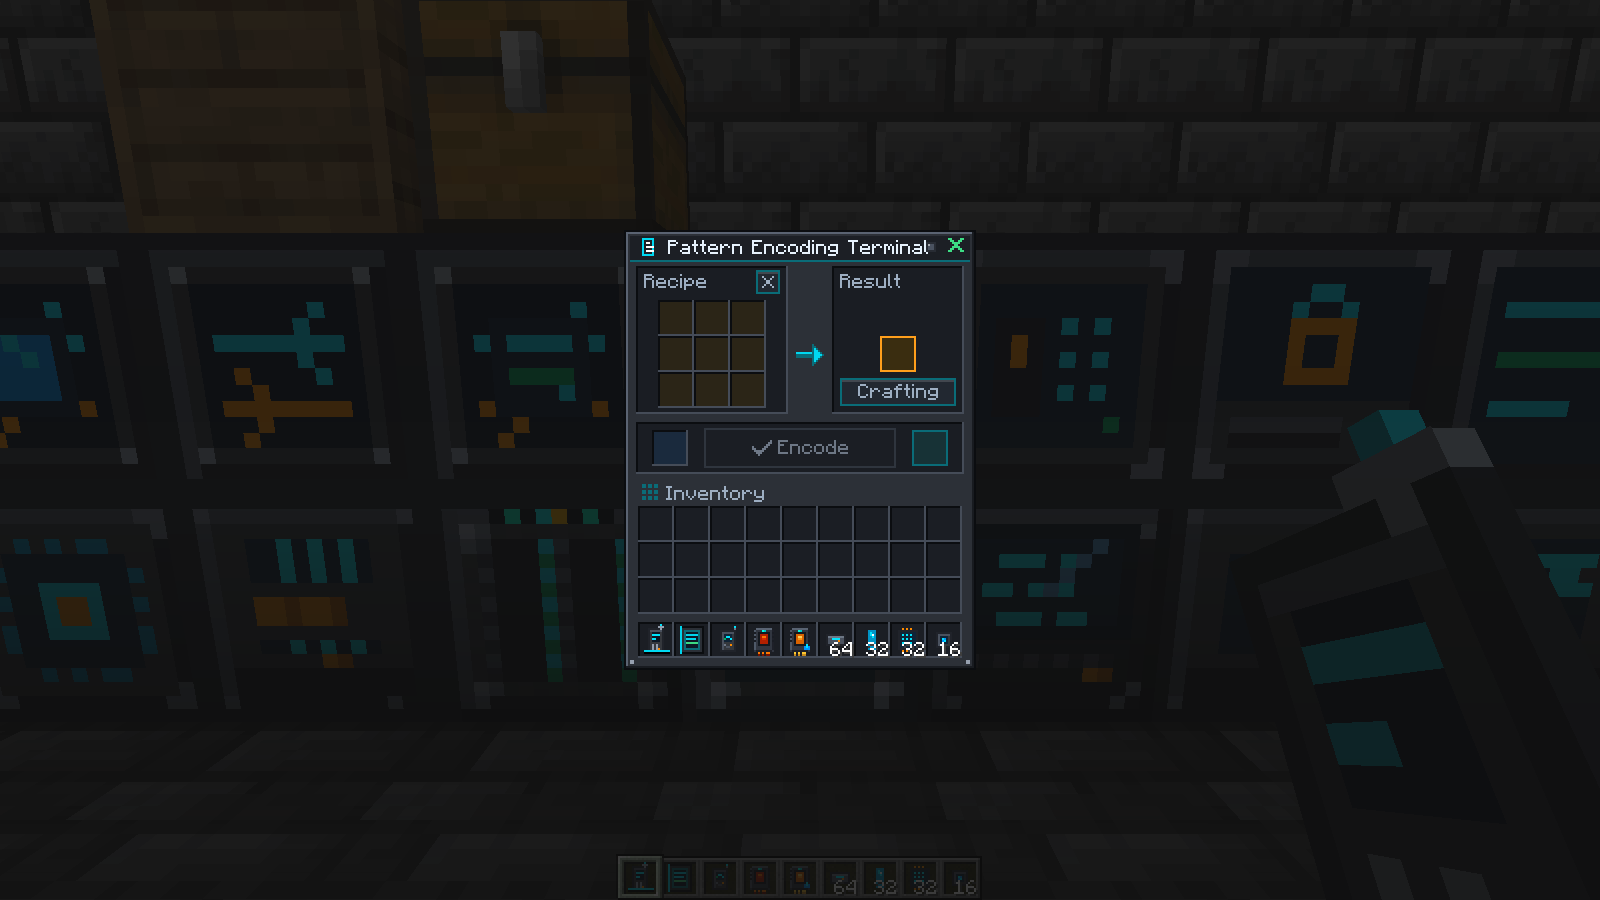 Pattern Encoding Terminal
Recipe
Result
Crafting
Encode
Inventory
64 32 32 16
64 32 32 16